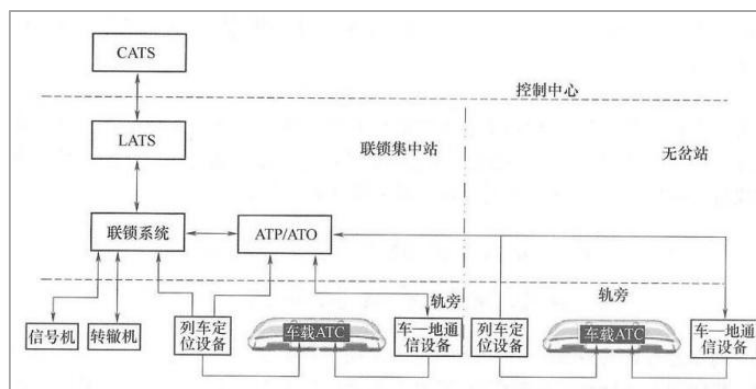 CATS
控制中心
LATS
联锁集中站
无岔站
联锁系统
ATP/ATO
轨旁
轨旁
信号机
转辙机
列车定
位设备
车载ATC
车—地通
信设备
列车定
位设备
车载ATC
车—地通
信设备